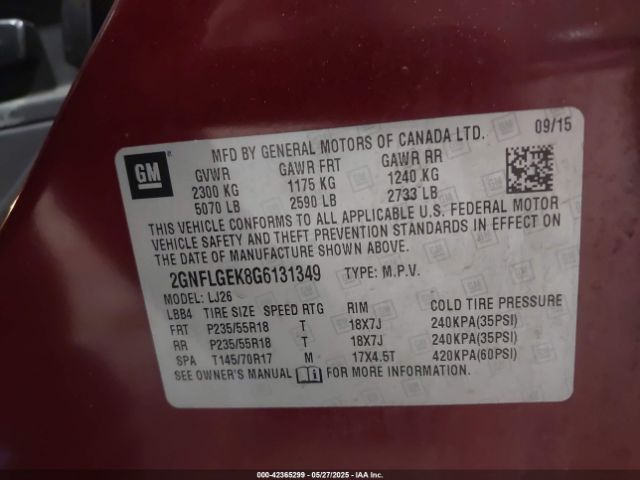 09/15
GM
MFD BY GENERAL MOTORS OF CANADA LTD.
GVWR GAWR FRT GAWR RR
2300 KG 1175 KG 1240 KG
5070 LB 2590 LB 2733 LB
THIS VEHICLE CONFORMS TO ALL APPLICABLE U.S. FEDERAL MOTOR
VEHICLE SAFETY AND THEFT PREVENTION STANDARDS IN EFFECT ON
THE DATE OF MANUFACTURE SHOWN ABOVE.
2GNFLGEK8G6131349 TYPE: M.P.V.
MODEL: LJ26
LBB4 TIRE SIZE SPEED RTG RIM COLD TIRE PRESSURE
FRT P235/55R18 T 18X7J 240KPA(35PSI)
RR P235/55R18 T 18X7J 240KPA(35PSI)
SPA T145/70R17 M 17X4.5T 420KPA(60PSI)
SEE OWNER'S MANUAL FOR MORE INFORMATION.
000-42365299 - 05/27/2025 - IAAI.com